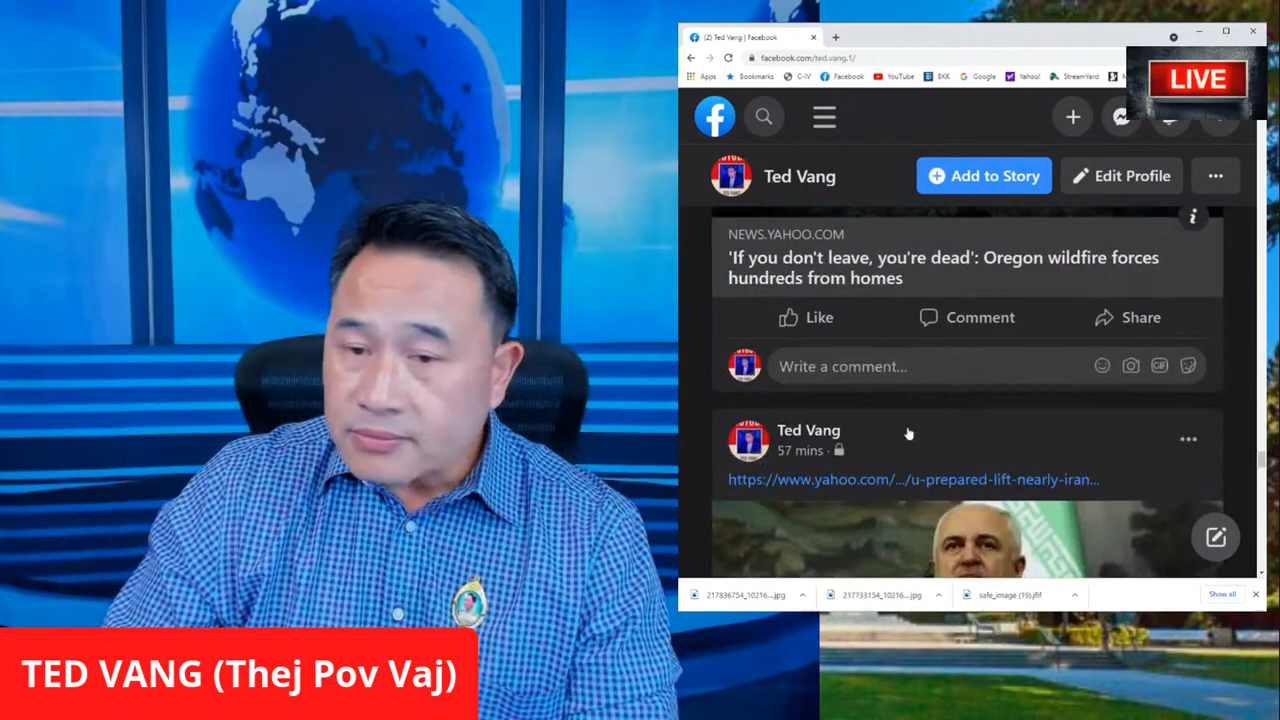 (2) Ted Vang | Facebook
facebook.com/ted.vang.1/
Apps Bookmarks C-IV Facebook YouTube BKK Google Yahoo! StreamYard
LIVE
Ted Vang Add to Story Edit Profile
NEWS.YAHOO.COM
'If you don't leave, you're dead': Oregon wildfire forces
hundreds from homes
Like Comment Share
Write a comment... GIF
Ted Vang
57 mins ·
https://www.yahoo.com/.../u-prepared-lift-nearly-iran...
217836754_10216....jpg 217733154_10216....jpg safe_image (19).jfif Show all
TED VANG (Thej Pov Vaj)